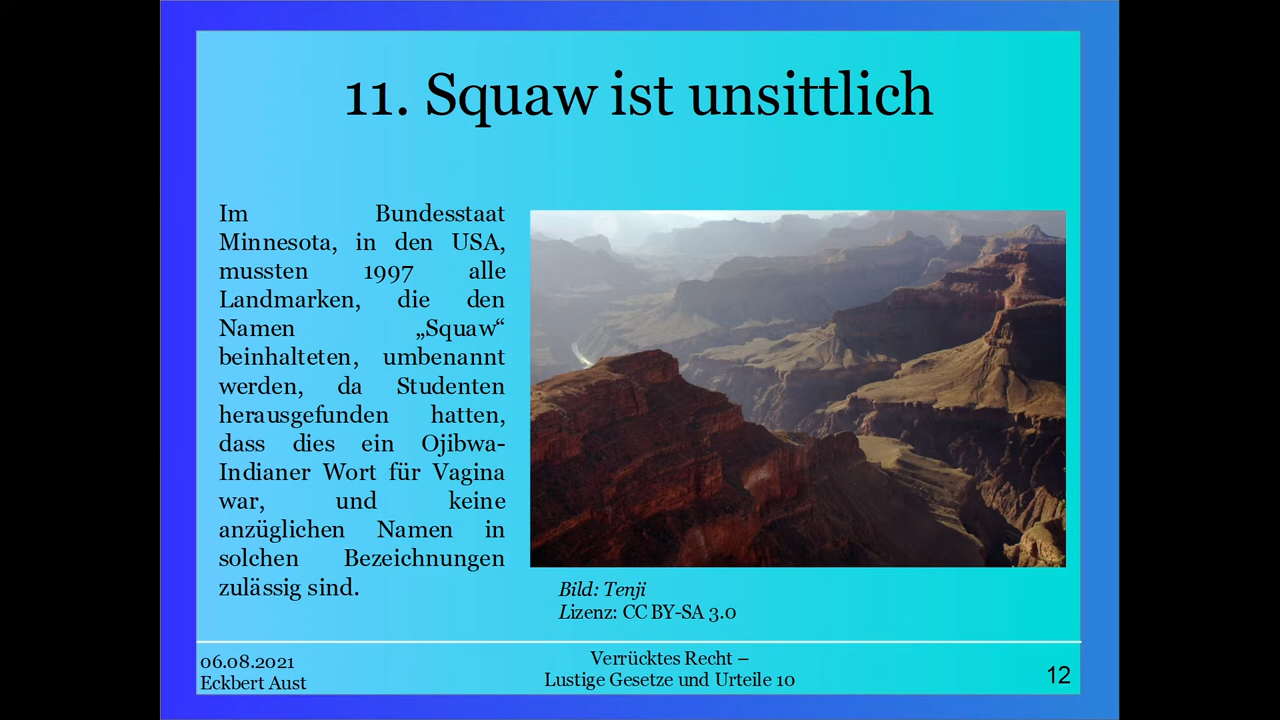 11. Squaw ist unsittlich
Im Bundesstaat
Minnesota, in den USA,
mussten 1997 alle
Landmarken, die den
Namen „Squaw“
beinhalteten, umbenannt
werden, da Studenten
herausgefunden hatten,
dass dies ein Ojibwa-
Indianer Wort für Vagina
war, und keine
anzüglichen Namen in
solchen Bezeichnungen
zulässig sind.
Bild: Tenji
Lizenz: CC BY-SA 3.0
06.08.2021
Eckbert Aust
Verrücktes Recht –
Lustige Gesetze und Urteile 10
12